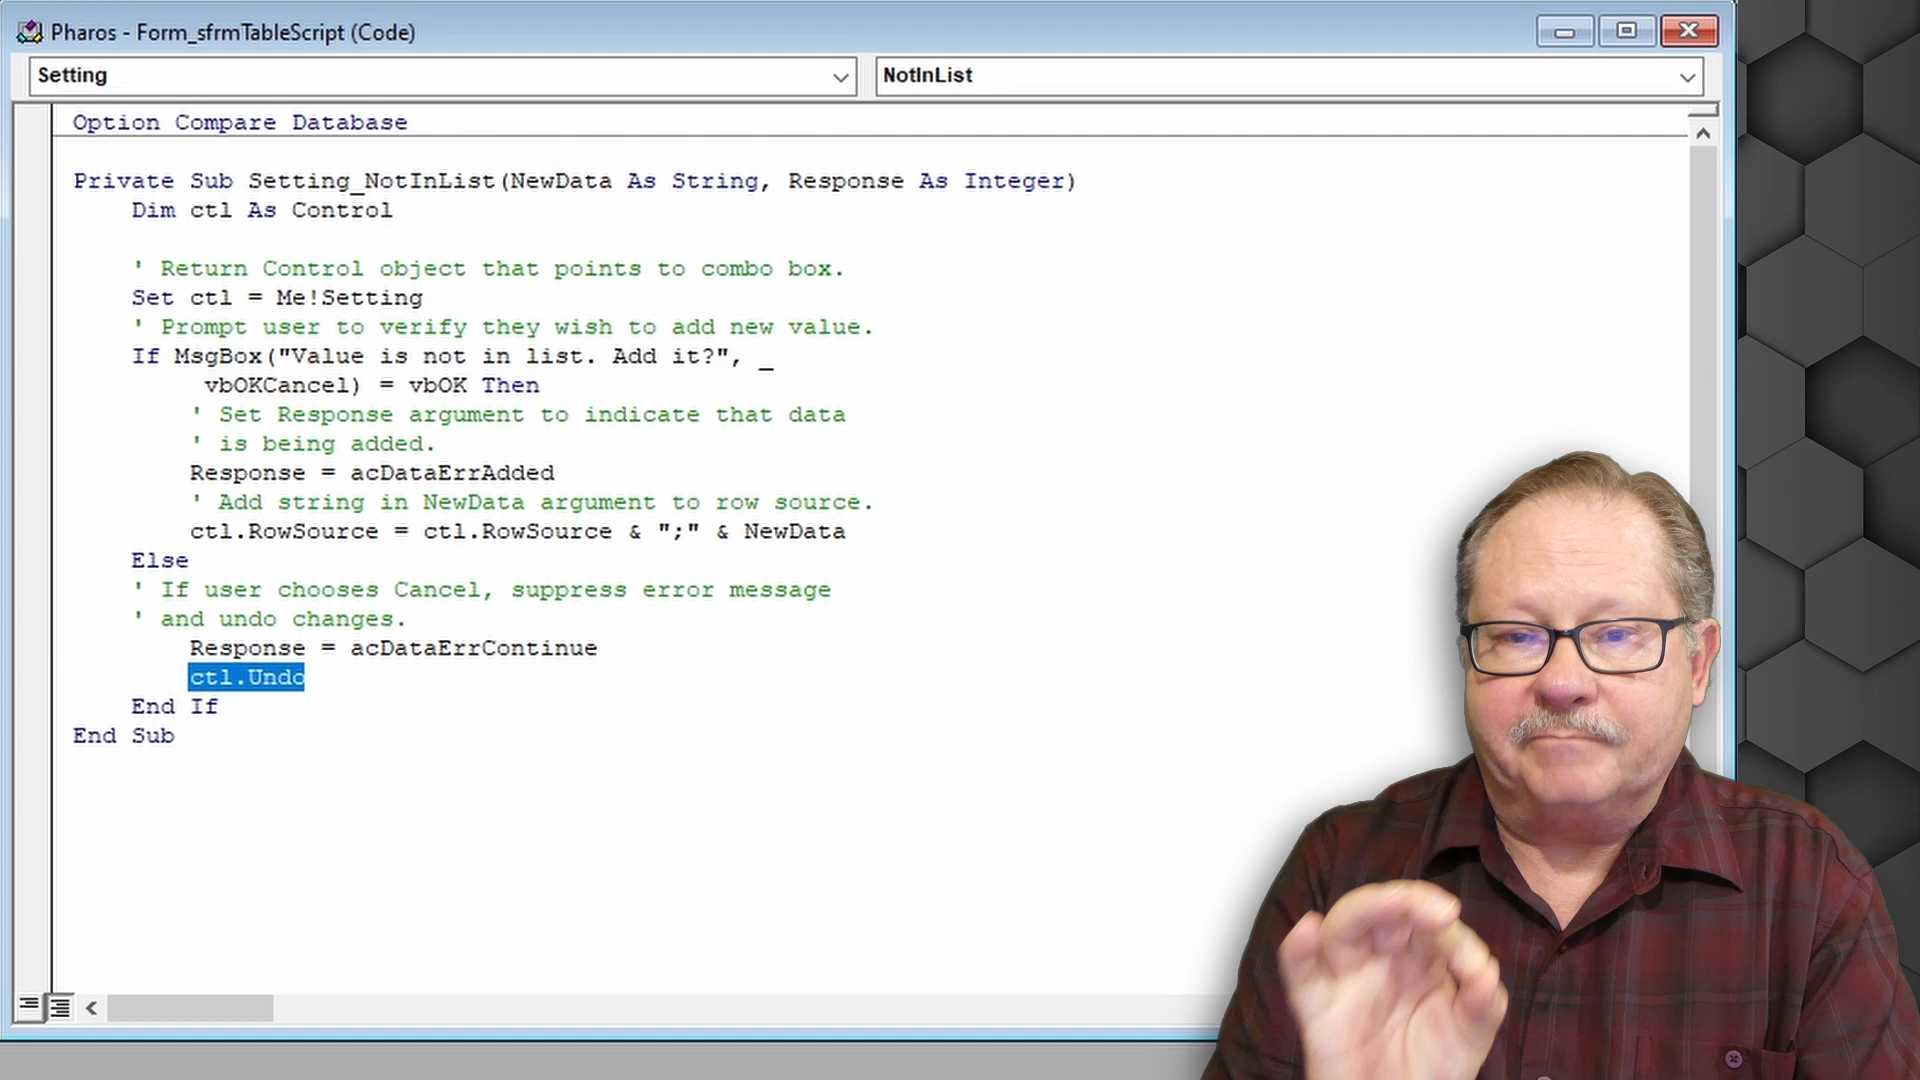 Pharos - Form_sfrmTableScript (Code)
Setting NotInList
Option Compare Database
Private Sub Setting_NotInList(NewData As String, Response As Integer)
Dim ctl As Control
' Return Control object that points to combo box.
Set ctl = Me!Setting
' Prompt user to verify they wish to add new value.
If MsgBox("Value is not in list. Add it?", _
vbOKCancel) = vbOK Then
' Set Response argument to indicate that data
' is being added.
Response = acDataErrAdded
' Add string in NewData argument to row source.
ctl.RowSource = ctl.RowSource & ";" & NewData
Else
' If user chooses Cancel, suppress error message
' and undo changes.
Response = acDataErrContinue
ctl.Undo
End If
End Sub